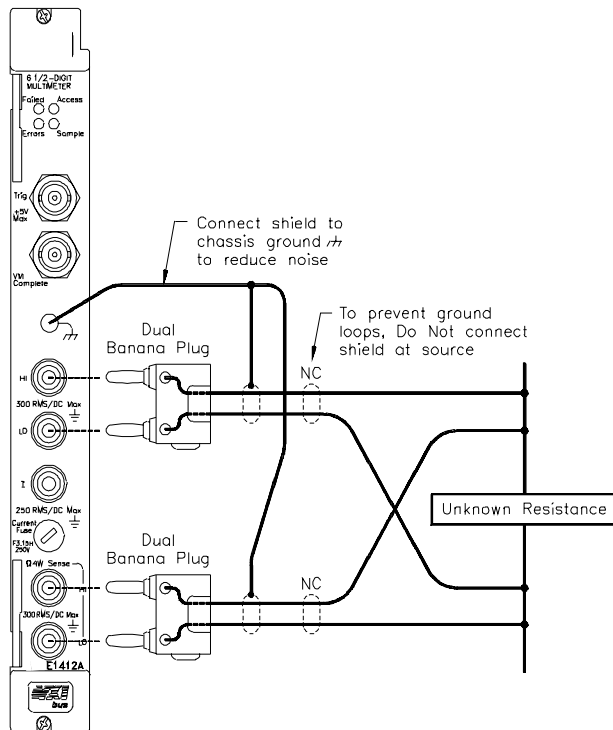 6 1/2-DIGIT
MULTIMETER
Failed Access
Errors Sample
Trig
+5V
Max
VM
Complete
Connect shield to
chassis ground
to reduce noise
To prevent ground
loops, Do Not connect
shield at source
Dual
Banana Plug
NC
HI
300 RMS/DC Max
LO
I
250 RMS/DC Max
Current
Fuse
F3.15H
250V
Unknown Resistance
Dual
Banana Plug
NC
Ω4W Sense
HI
300RMS/DC Max
LO
E1412A
VXI
bus